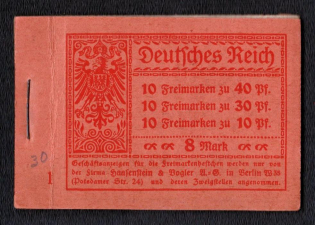 Deutsches Reich
10 Freimarken zu 40 Pf.
10 Freimarken zu 30 Pf.
10 Freimarken zu 10 Pf.
8 Mark
30
1
Geschäftsanzeigen für die Freimarkenheftchen werden nur von
der Firma Haasenstein & Vogler A.-G. in Berlin W.35
(Potsdamer Str. 24) und deren Zweigstellen angenommen.